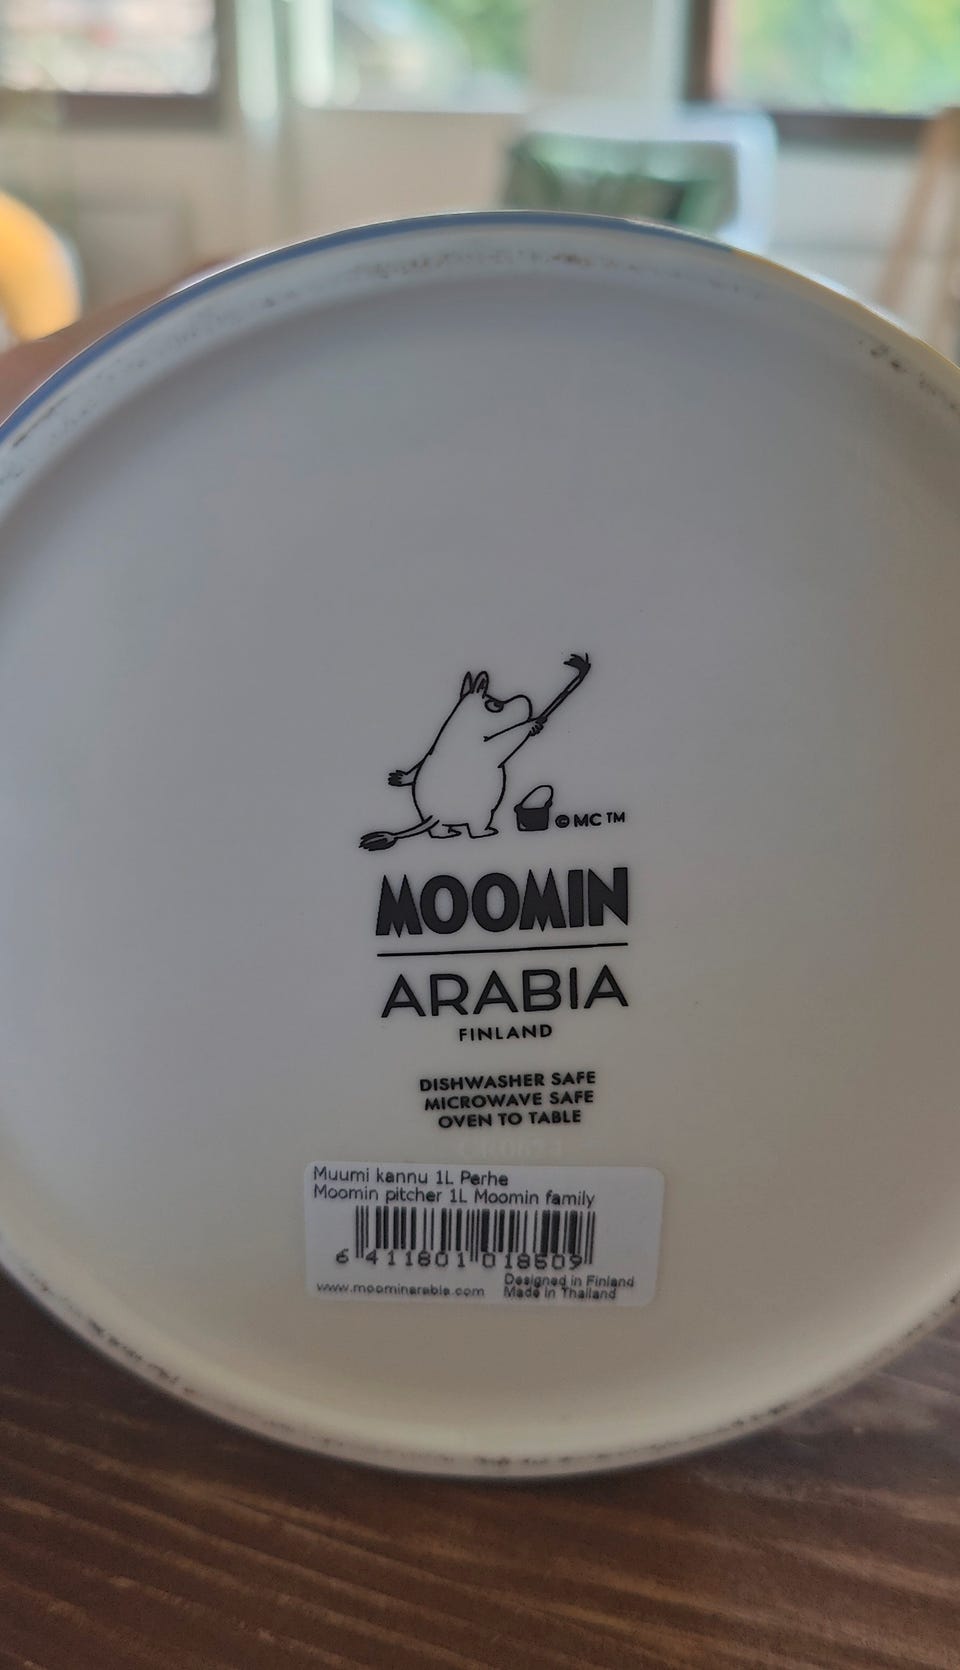 © MC ™
MOOMIN
ARABIA
FINLAND
DISHWASHER SAFE
MICROWAVE SAFE
OVEN TO TABLE
Muumi kannu 1L Perhe
Moomin pitcher 1L Moomin family
6 411801 018509
www.moominarabia.com
Designed in Finland
Made in Thailand